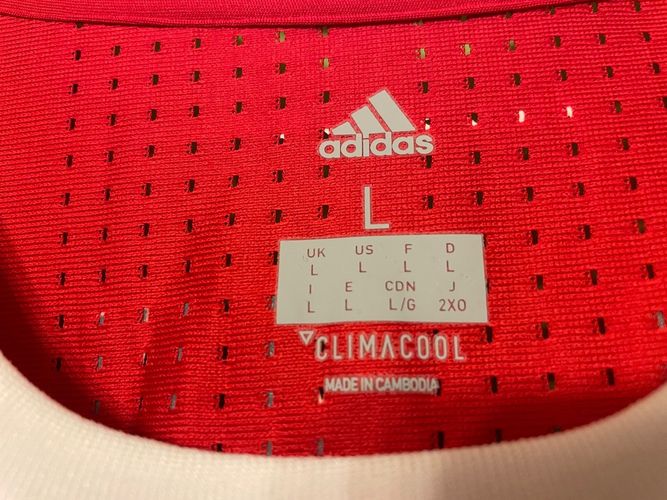 adidas
L
UK US F D
L L L L
I E CDN J
L L L/G 2XO
CLIMACOOL
MADE IN CAMBODIA